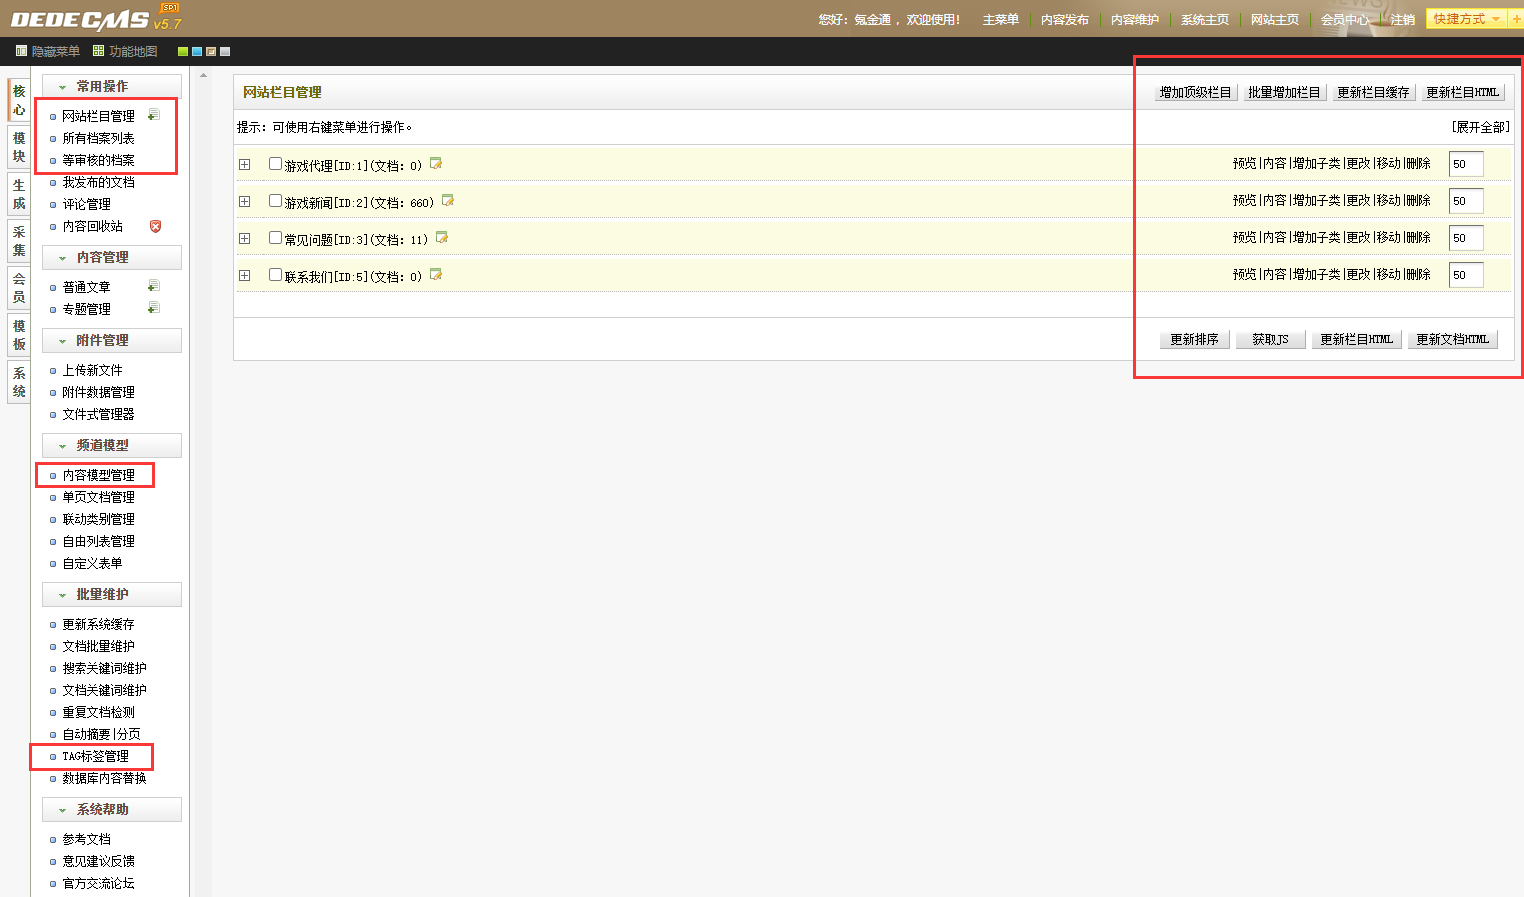 DEDECMS SP1 v5.7
您好：氪金通 ，欢迎使用！ 主菜单 内容发布 内容维护 系统主页 网站主页 会员中心 注销 快捷方式 +
隐藏菜单 功能地图
核心
模块
生成
采集
会员
模板
系统
常用操作
网站栏目管理
所有档案列表
等审核的档案
我发布的文档
评论管理
内容回收站
内容管理
普通文章
专题管理
附件管理
上传新文件
附件数据管理
文件式管理器
频道模型
内容模型管理
单页文档管理
联动类别管理
自由列表管理
自定义表单
批量维护
更新系统缓存
文档批量维护
搜索关键词维护
文档关键词维护
重复文档检测
自动摘要|分页
TAG标签管理
数据库内容替换
系统帮助
参考文档
意见建议反馈
官方交流论坛
网站栏目管理 增加顶级栏目 批量增加栏目 更新栏目缓存 更新栏目HTML
提示：可使用右键菜单进行操作。 [展开全部]
游戏代理[ID:1](文档：0) 预览|内容|增加子类|更改|移动|删除 50
游戏新闻[ID:2](文档：660) 预览|内容|增加子类|更改|移动|删除 50
常见问题[ID:3](文档：11) 预览|内容|增加子类|更改|移动|删除 50
联系我们[ID:5](文档：0) 预览|内容|增加子类|更改|移动|删除 50
更新排序 获取JS 更新栏目HTML 更新文档HTML